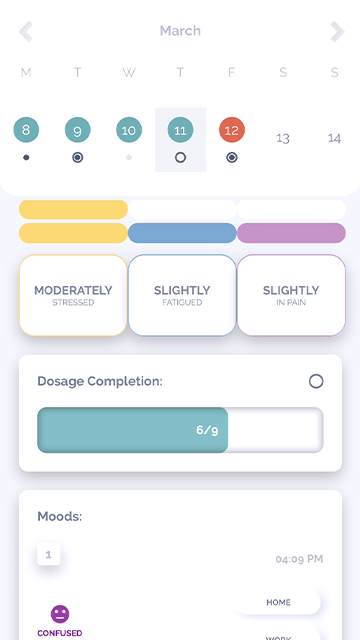 March
M T W T F S S
8 9 10 11 12 13 14
MODERATELY SLIGHTLY SLIGHTLY
STRESSED FATIGUED IN PAIN
Dosage Completion:
6/9
Moods:
1
04:09 PM
HOME
CONFUSED
WORK